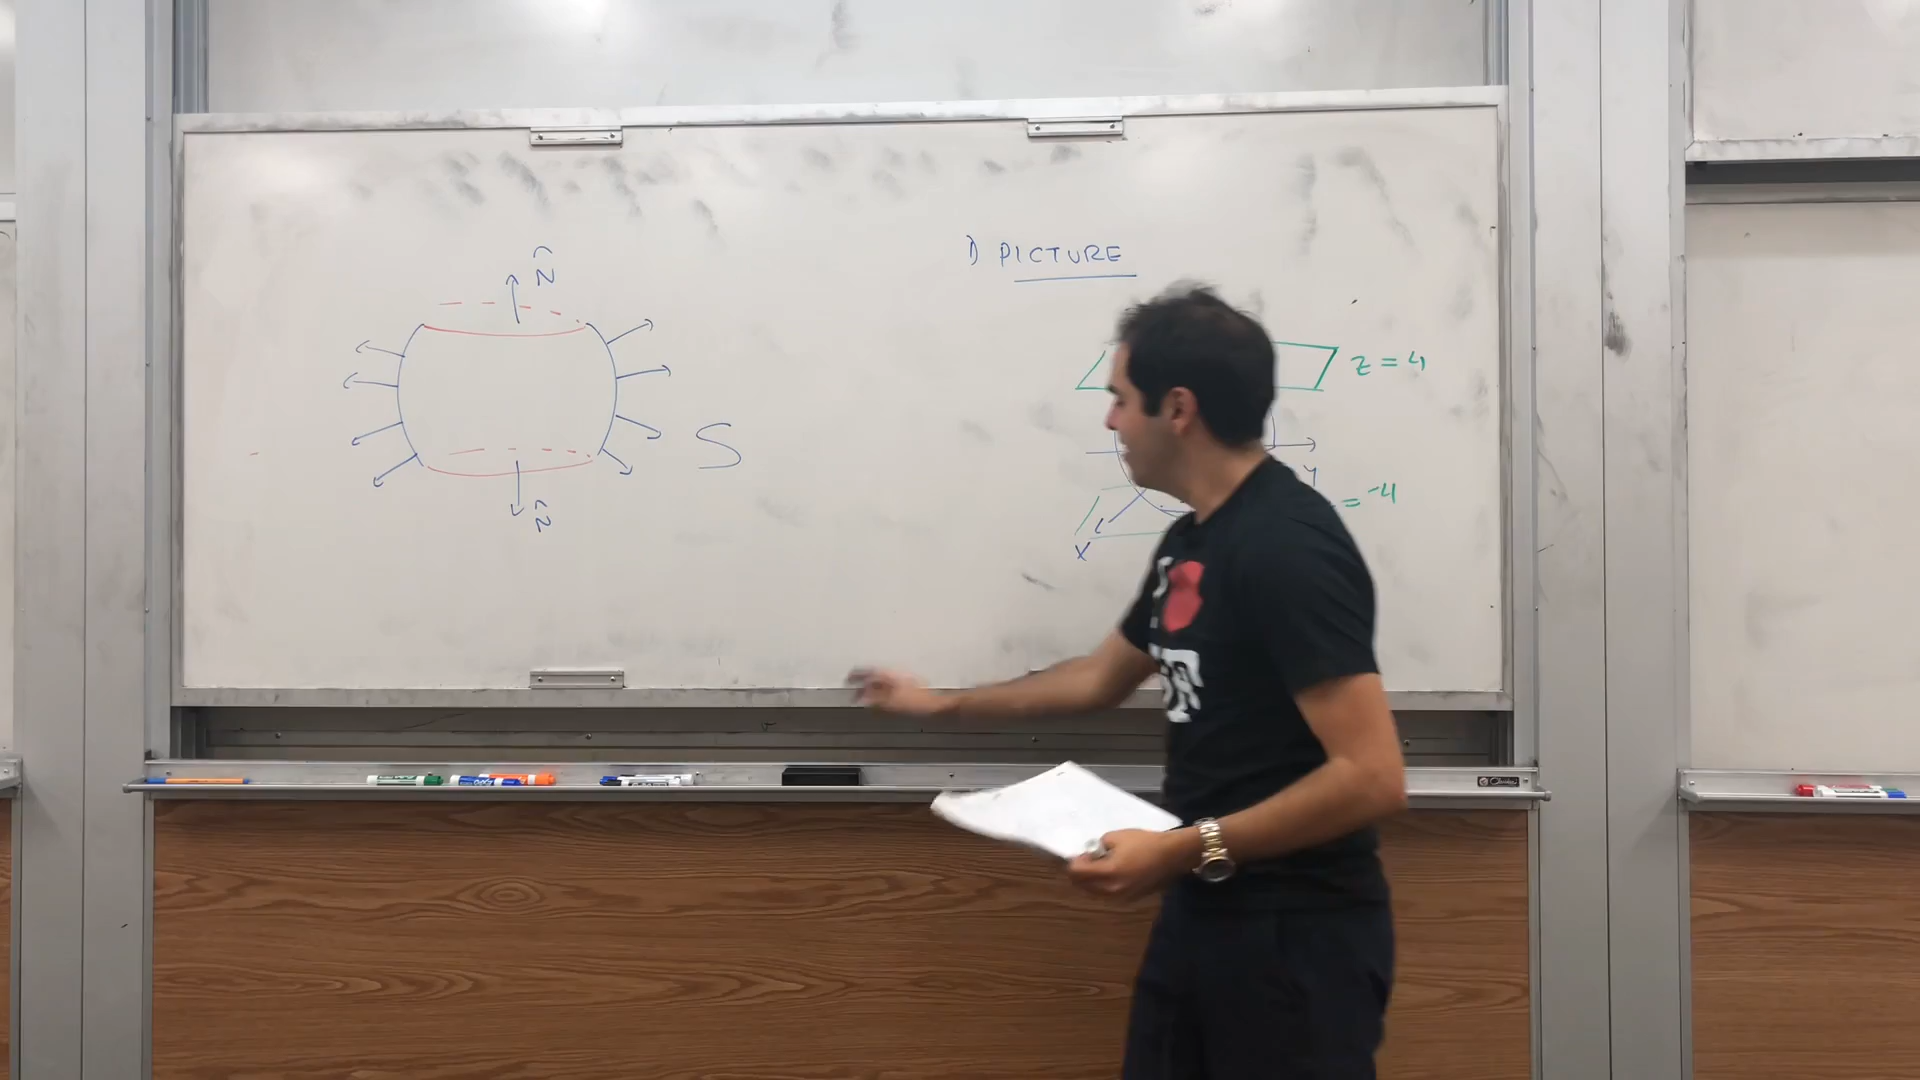 N̂
S
N̂
1) PICTURE
z = 4
y
= -4
x
I